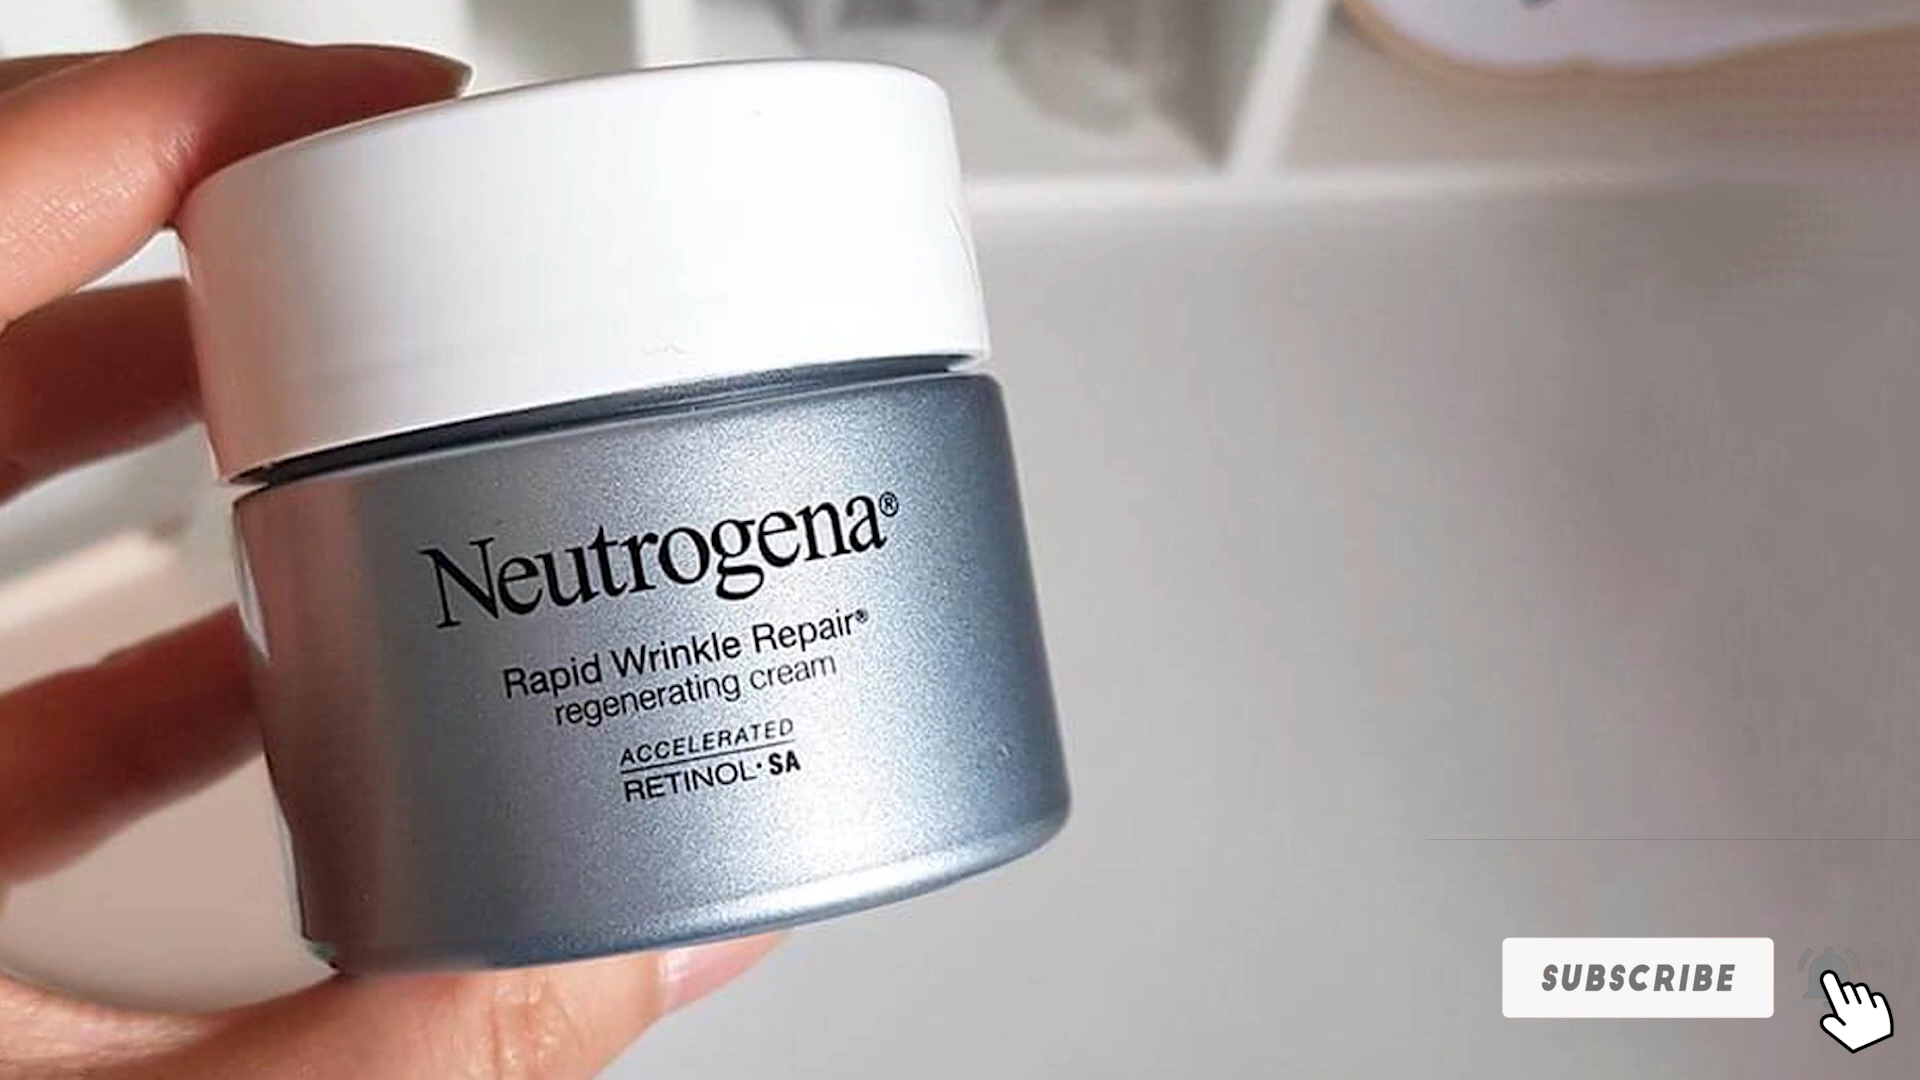 Neutrogena®
Rapid Wrinkle Repair®
regenerating cream
ACCELERATED
RETINOL·SA
SUBSCRIBE